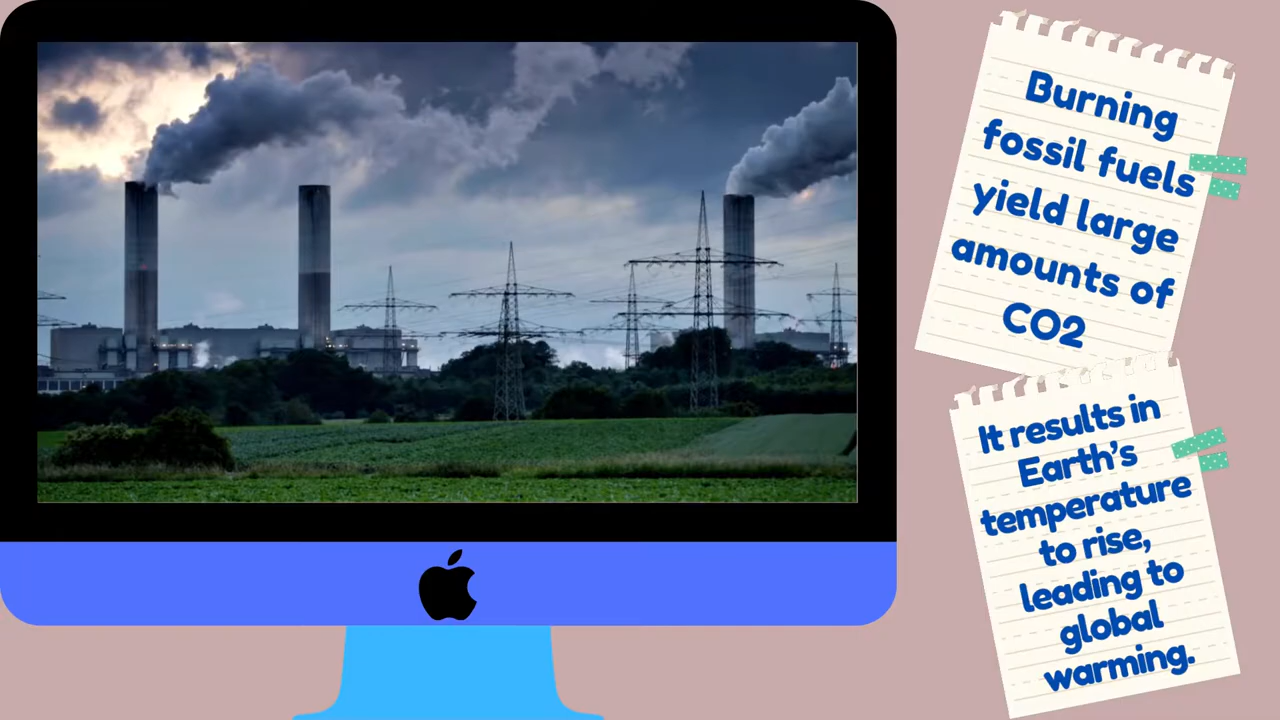 Burning
fossil fuels
yield large
amounts of
CO2
It results in
Earth's
temperature
to rise,
leading to
global
warming.